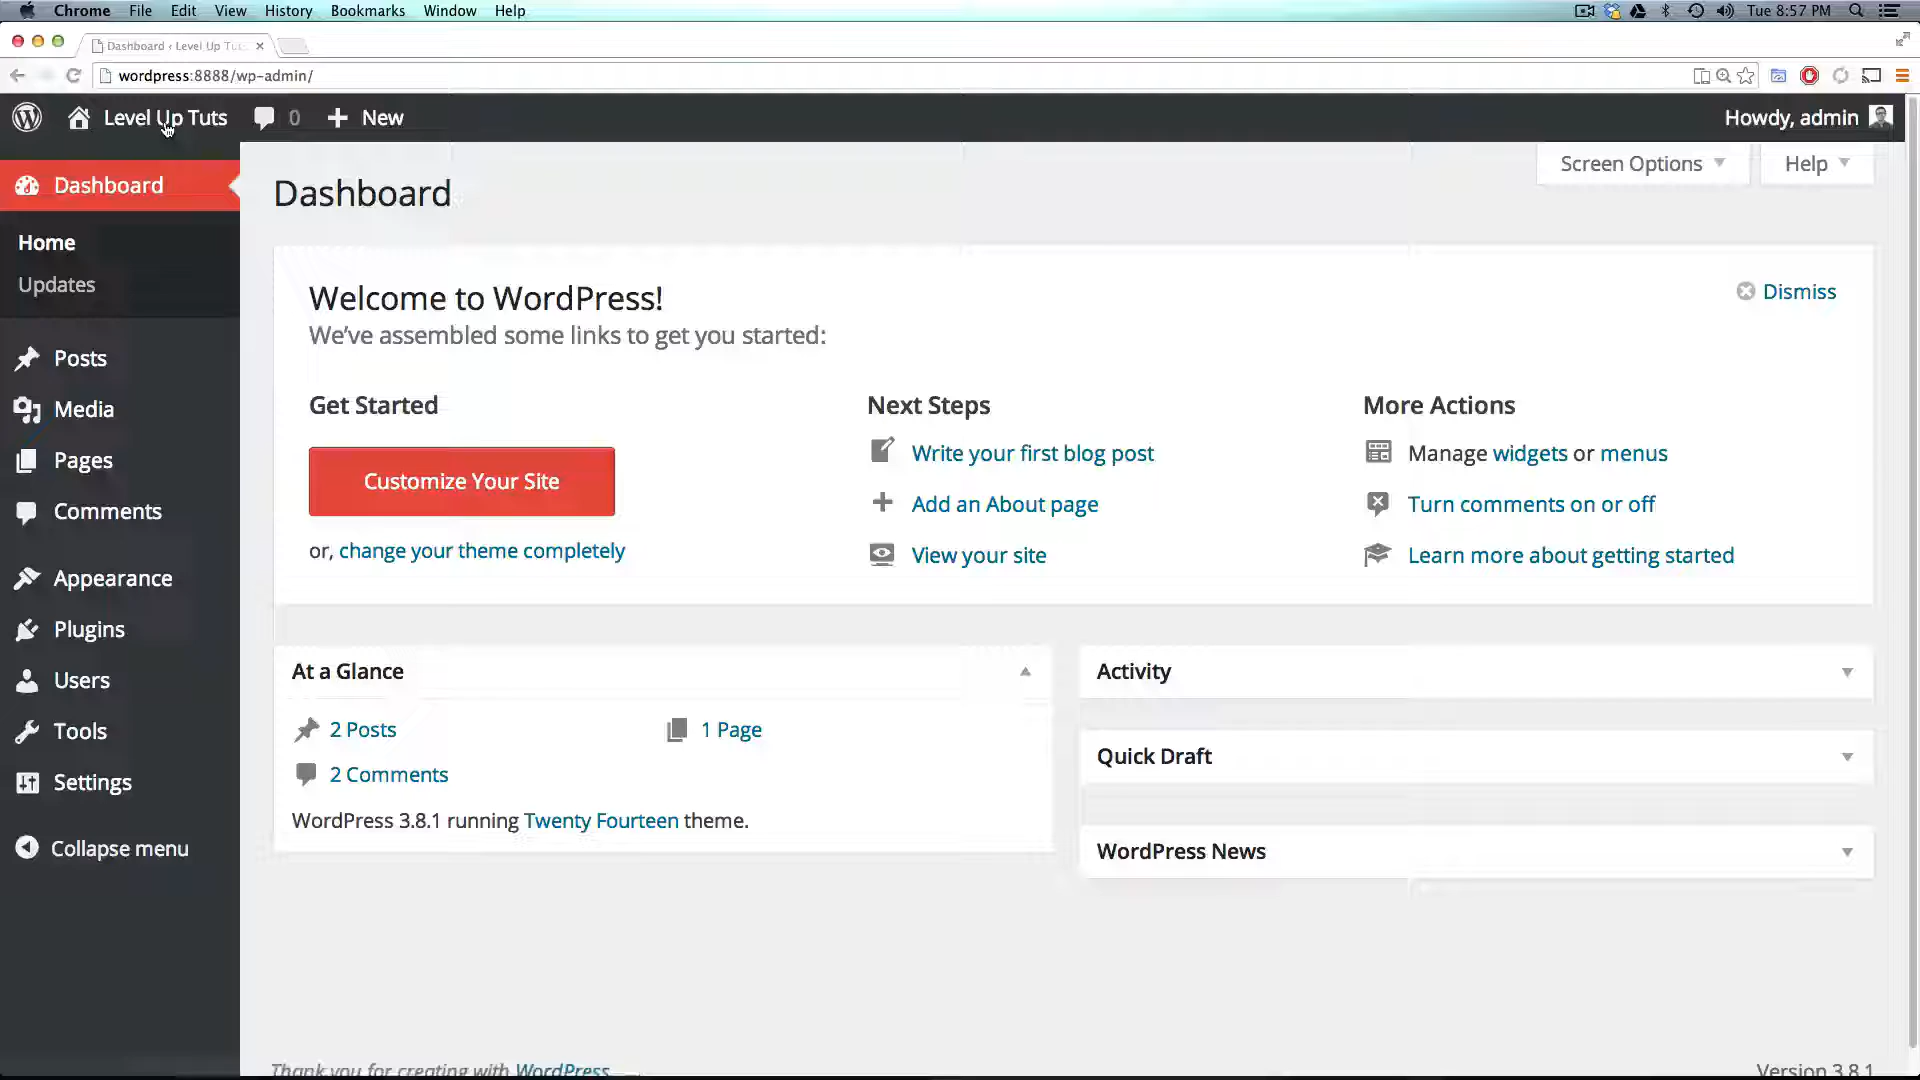 Chrome File Edit View History Bookmarks Window Help Tue 8:57 PM
Dashboard ‹ Level Up Tuts
wordpress:8888/wp-admin/
Level Up Tuts 0 New Howdy, admin
Screen Options Help
Dashboard
Home
Updates
Posts
Media
Pages
Comments
Appearance
Plugins
Users
Tools
Settings
Collapse menu
Dashboard
Welcome to WordPress!
We’ve assembled some links to get you started:
Dismiss
Get Started
Customize Your Site
or, change your theme completely
Next Steps
Write your first blog post
Add an About page
View your site
More Actions
Manage widgets or menus
Turn comments on or off
Learn more about getting started
At a Glance
2 Posts
1 Page
2 Comments
WordPress 3.8.1 running Twenty Fourteen theme.
Activity
Quick Draft
WordPress News
Thank you for creating with WordPress.
Version 3.8.1